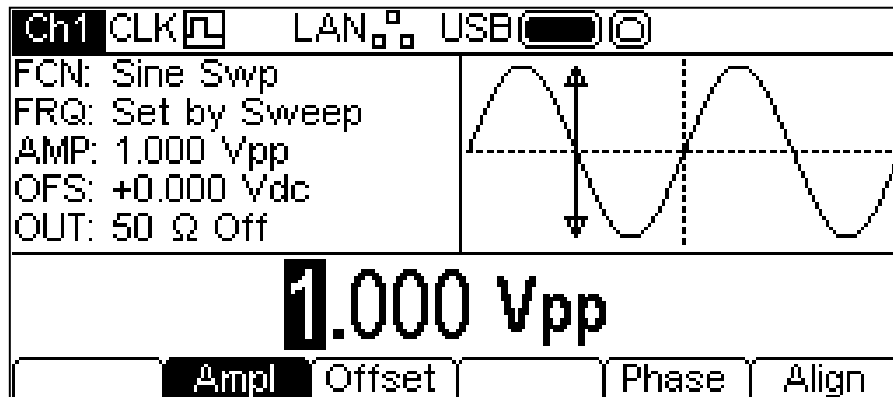 Ch1 CLK LAN USB
FCN: Sine Swp
FRQ: Set by Sweep
AMP: 1.000 Vpp
OFS: +0.000 Vdc
OUT: 50 Ω Off
1.000 Vpp
Ampl Offset Phase Align